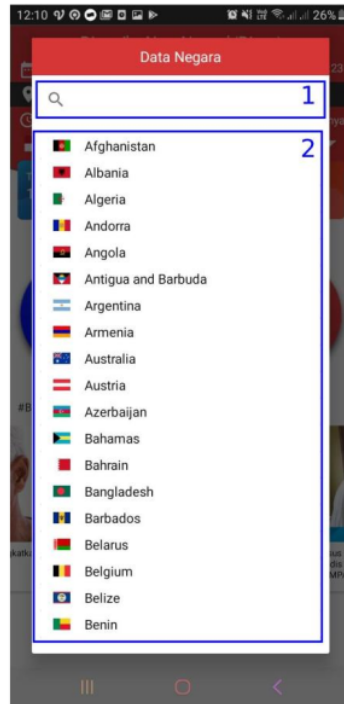 12:10
26%
Data Negara
1
2
Afghanistan
Albania
Algeria
Andorra
Angola
Antigua and Barbuda
Argentina
Armenia
Australia
Austria
Azerbaijan
Bahamas
Bahrain
Bangladesh
Barbados
Belarus
Belgium
Belize
Benin